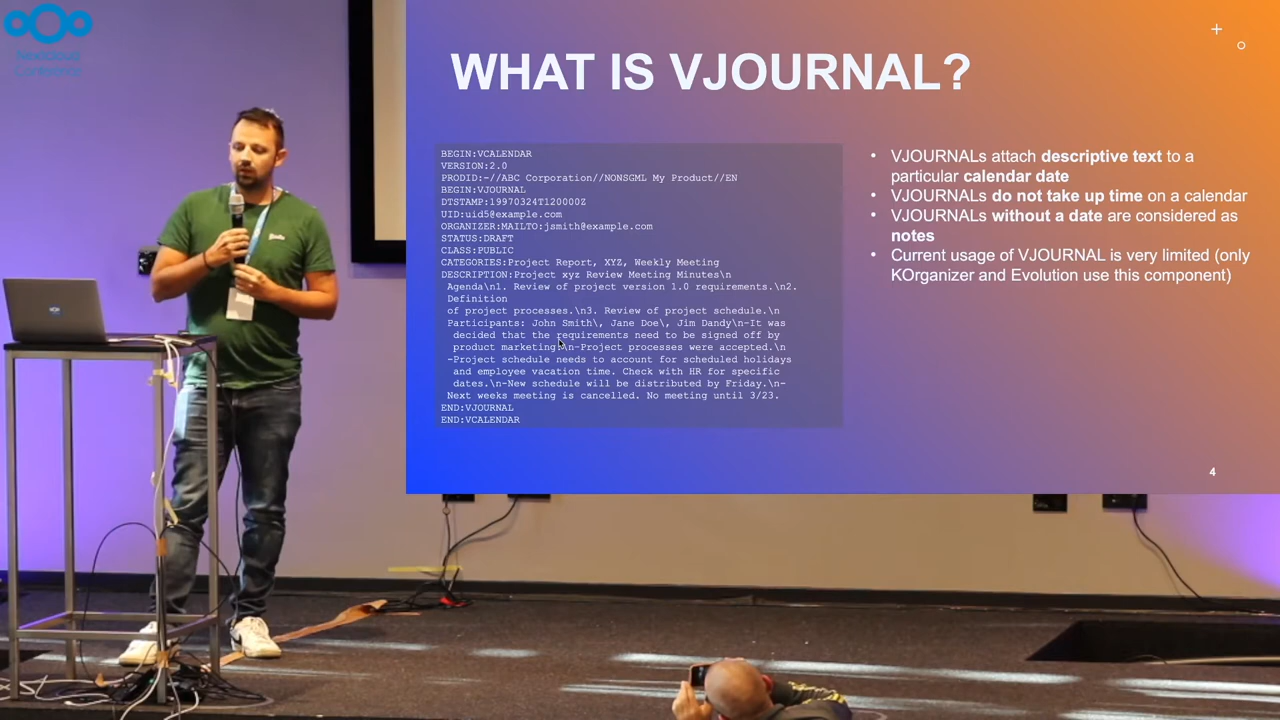 Nextcloud
Conference
WHAT IS VJOURNAL?
BEGIN:VCALENDAR
VERSION:2.0
PRODID:-//ABC Corporation//NONSGML My Product//EN
BEGIN:VJOURNAL
DTSTAMP:19970324T120000Z
UID:uid5@example.com
ORGANIZER:MAILTO:jsmith@example.com
STATUS:DRAFT
CLASS:PUBLIC
CATEGORIES:Project Report, XYZ, Weekly Meeting
DESCRIPTION:Project xyz Review Meeting Minutes\n
Agenda\n1. Review of project version 1.0 requirements.\n2.
Definition
of project processes.\n3. Review of project schedule.\n
Participants: John Smith\, Jane Doe\, Jim Dandy\n-It was
decided that the requirements need to be signed off by
product marketing.\n-Project processes were accepted.\n
-Project schedule needs to account for scheduled holidays
and employee vacation time. Check with HR for specific
dates.\n-New schedule will be distributed by Friday.\n-
Next weeks meeting is cancelled. No meeting until 3/23.
END:VJOURNAL
END:VCALENDAR
• VJOURNALs attach descriptive text to a
particular calendar date
• VJOURNALs do not take up time on a calendar
• VJOURNALs without a date are considered as
notes
• Current usage of VJOURNAL is very limited (only
KOrganizer and Evolution use this component)
4